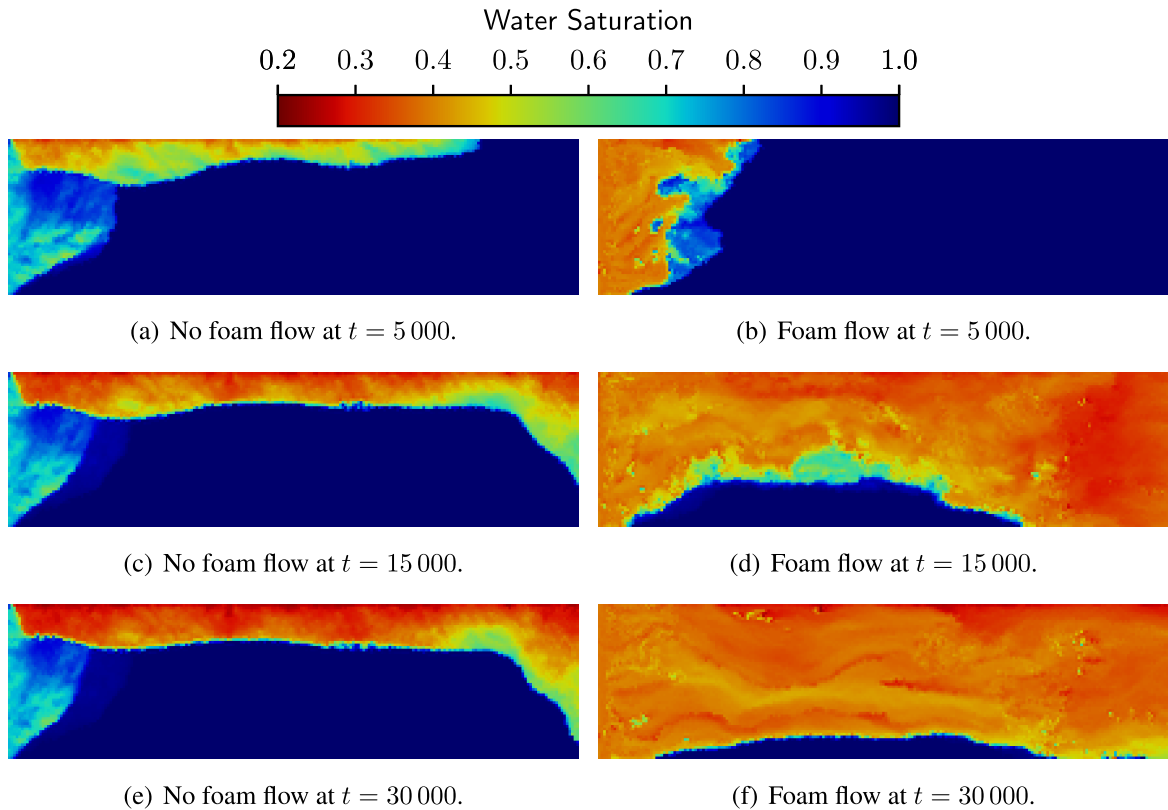 Water Saturation
0.2 0.3 0.4 0.5 0.6 0.7 0.8 0.9 1.0
(a) No foam flow at t = 5 000.
(b) Foam flow at t = 5 000.
(c) No foam flow at t = 15 000.
(d) Foam flow at t = 15 000.
(e) No foam flow at t = 30 000.
(f) Foam flow at t = 30 000.